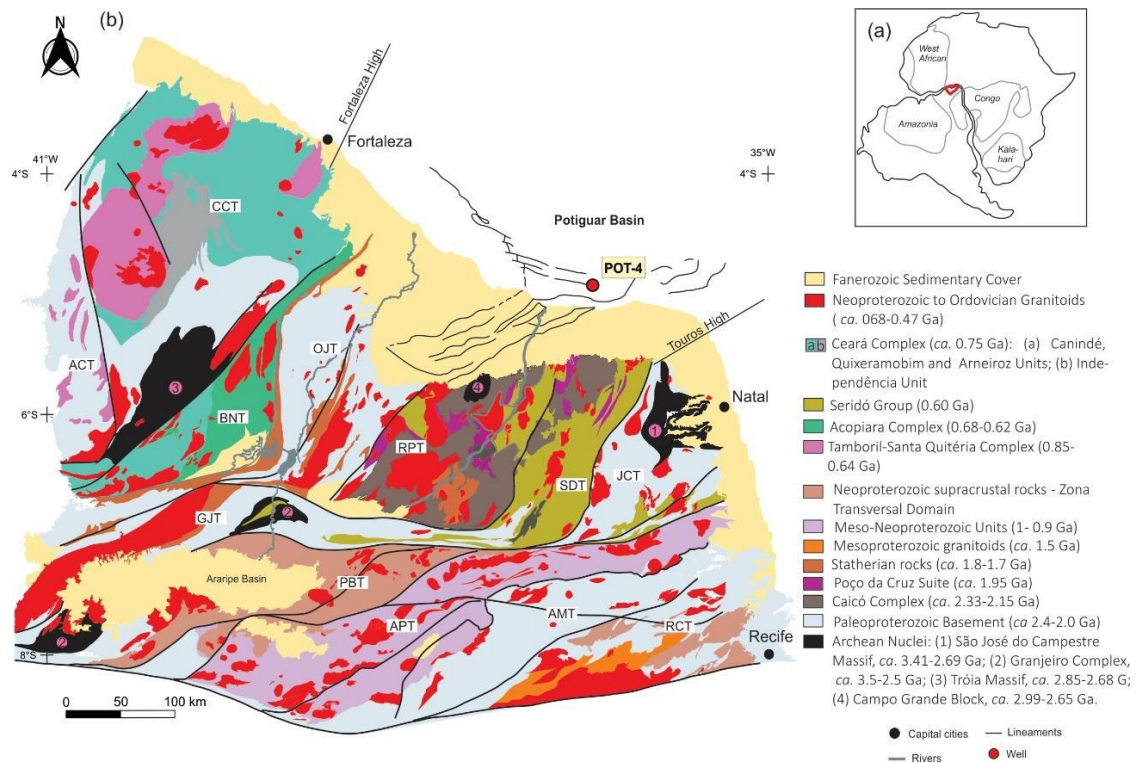 (b)
N
Fortaleza High
Fortaleza
41°W
4°S
35°W
4°S
CCT
Potiguar Basin
POT-4
Touros High
ACT
OJT
3
4
6°S
Natal
BNT
1
RPT
JCT
SDT
GJT
2
Araripe Basin
PBT
AMT
APT
RCT
2
Recife
8°S
0 50 100 km
(a)
West
African
Congo
Amazonia
Kala-
hari
Fanerozoic Sedimentary Cover
Neoproterozoic to Ordovician Granitoids
( ca. 068-0.47 Ga)
a b Ceará Complex (ca. 0.75 Ga): (a) Canindé,
Quixeramobim and Arneiroz Units; (b) Inde-
pendência Unit
Seridó Group (0.60 Ga)
Acopiara Complex (0.68-0.62 Ga)
Tamboril-Santa Quitéria Complex (0.85-
0.64 Ga)
Neoproterozoic supracrustal rocks - Zona
Transversal Domain
Meso-Neoproterozoic Units (1- 0.9 Ga)
Mesoproterozoic granitoids (ca. 1.5 Ga)
Statherian rocks (ca. 1.8-1.7 Ga)
Poço da Cruz Suite (ca. 1.95 Ga)
Caicó Complex (ca. 2.33-2.15 Ga)
Paleoproterozoic Basement (ca 2.4-2.0 Ga)
Archean Nuclei: (1) São José do Campestre
Massif, ca. 3.41-2.69 Ga; (2) Granjeiro Complex,
ca. 3.5-2.5 Ga; (3) Tróia Massif, ca. 2.85-2.68 G;
(4) Campo Grande Block, ca. 2.99-2.65 Ga.
Capital cities
Lineaments
Rivers
Well